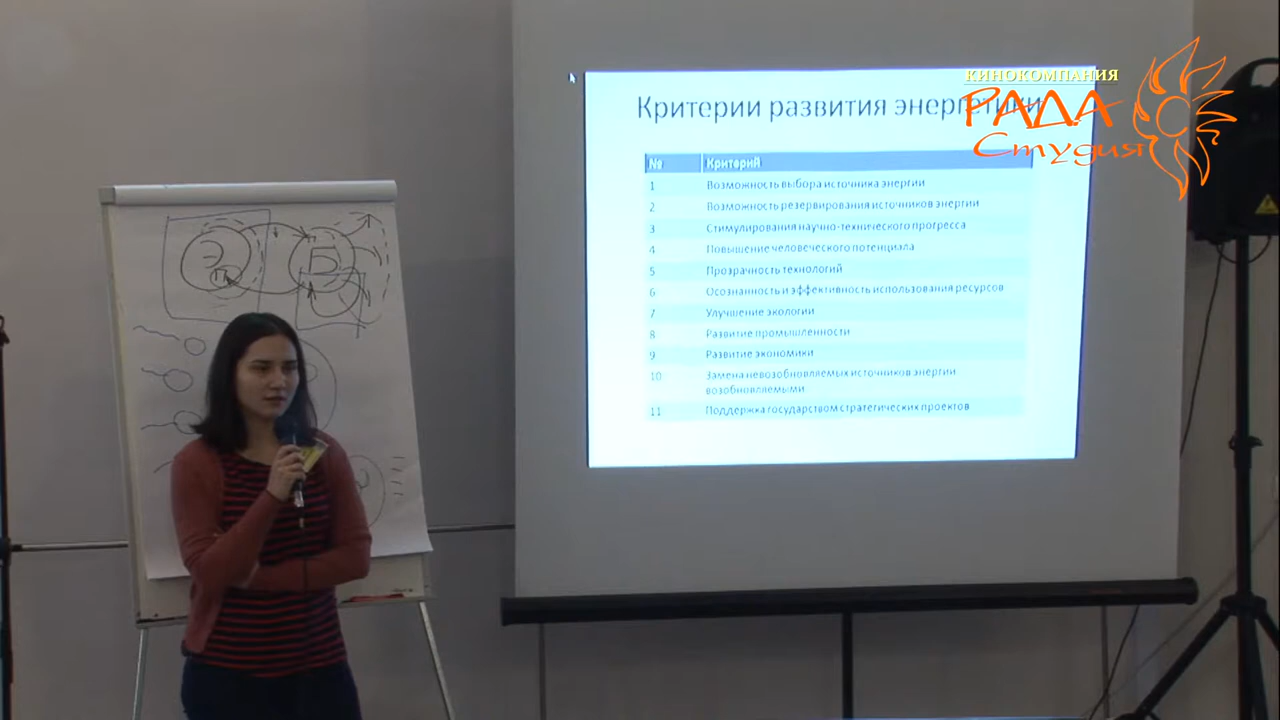 КИНОКОМПАНИЯ
РАДА
Студия
Критерии развития энергетики
№ Критерий
1 Возможность выбора источника энергии
2 Возможность резервирования источников энергии
3 Стимулирования научно-технического прогресса
4 Повышение человеческого потенциала
5 Прозрачность технологий
6 Осознанность и эффективность использования ресурсов
7 Улучшение экологии
8 Развитие промышленности
9 Развитие экономики
10 Замена невозобновляемых источников энергии
возобновляемыми
11 Поддержка государством стратегических проектов
Э
П
Б